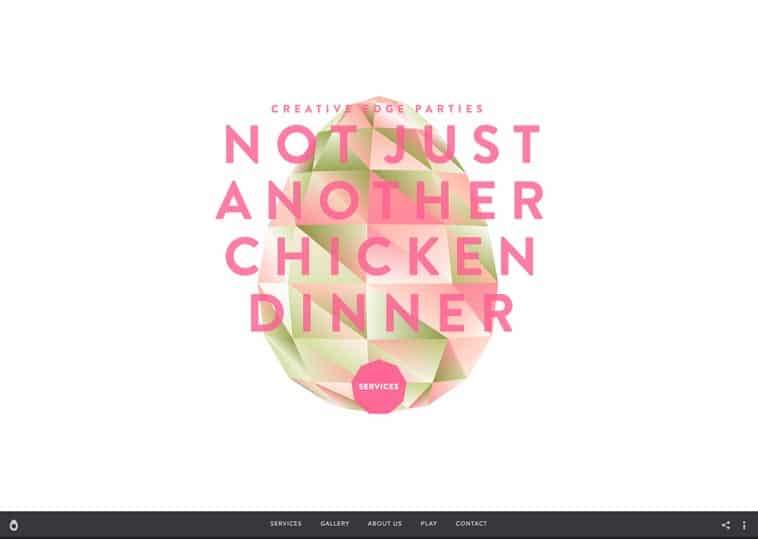 CREATIVE EDGE PARTIES
NOT JUST
ANOTHER
CHICKEN
DINNER
SERVICES
SERVICES GALLERY ABOUT US PLAY CONTACT